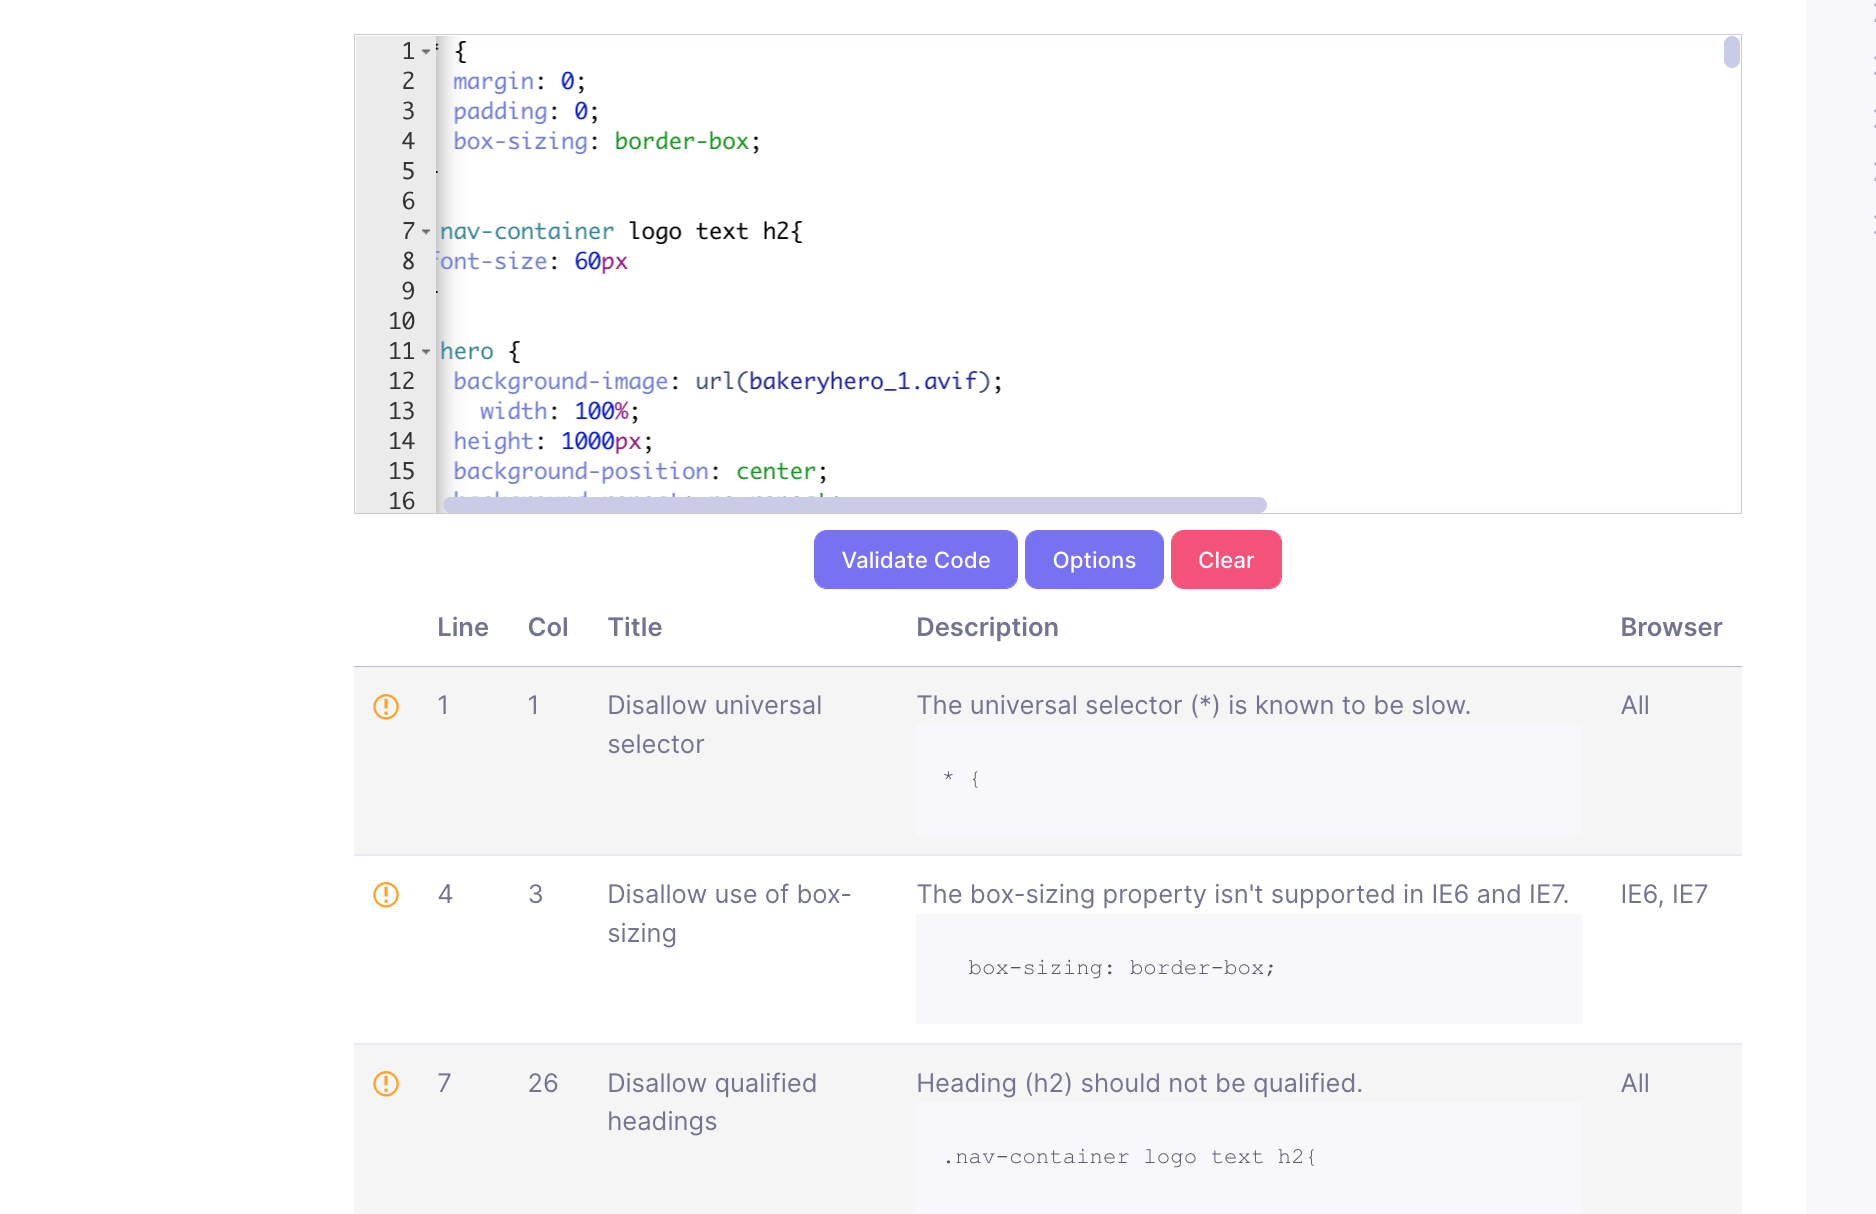 1 {
2 margin: 0;
3 padding: 0;
4 box-sizing: border-box;
5
6
7 nav-container logo text h2{
8 font-size: 60px
9
10
11 hero {
12 background-image: url(bakeryhero_1.avif);
13 width: 100%;
14 height: 1000px;
15 background-position: center;
16
Validate Code Options Clear
Line Col Title Description Browser
1 1 Disallow universal The universal selector (*) is known to be slow. All
selector
* {
4 3 Disallow use of box- The box-sizing property isn't supported in IE6 and IE7. IE6, IE7
sizing
box-sizing: border-box;
7 26 Disallow qualified Heading (h2) should not be qualified. All
headings
.nav-container logo text h2{